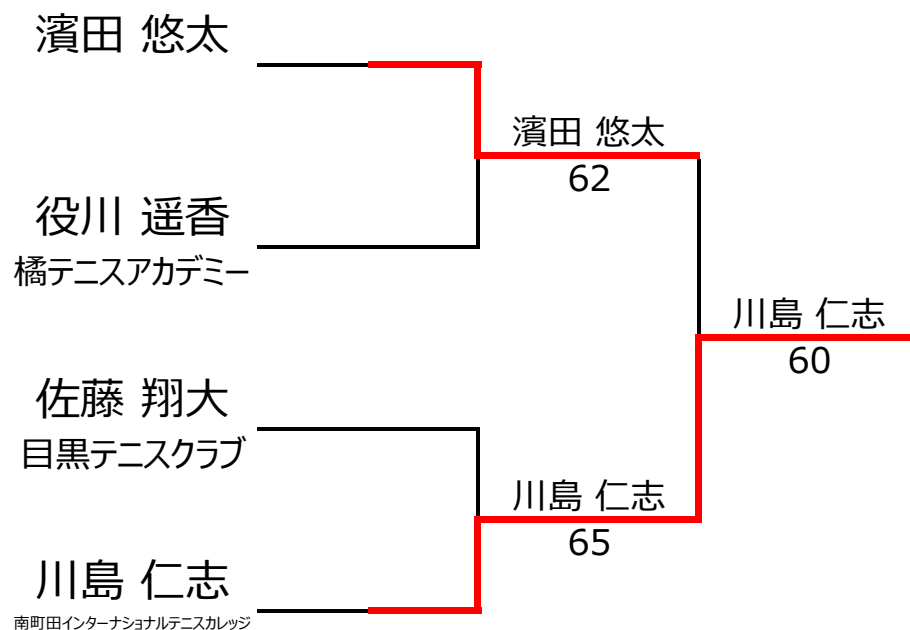 濱田 悠太
役川 遥香
橘テニスアカデミー
佐藤 翔大
目黒テニスクラブ
川島 仁志
南町田インターナショナルテニスカレッジ
濱田 悠太
62
川島 仁志
65
川島 仁志
60